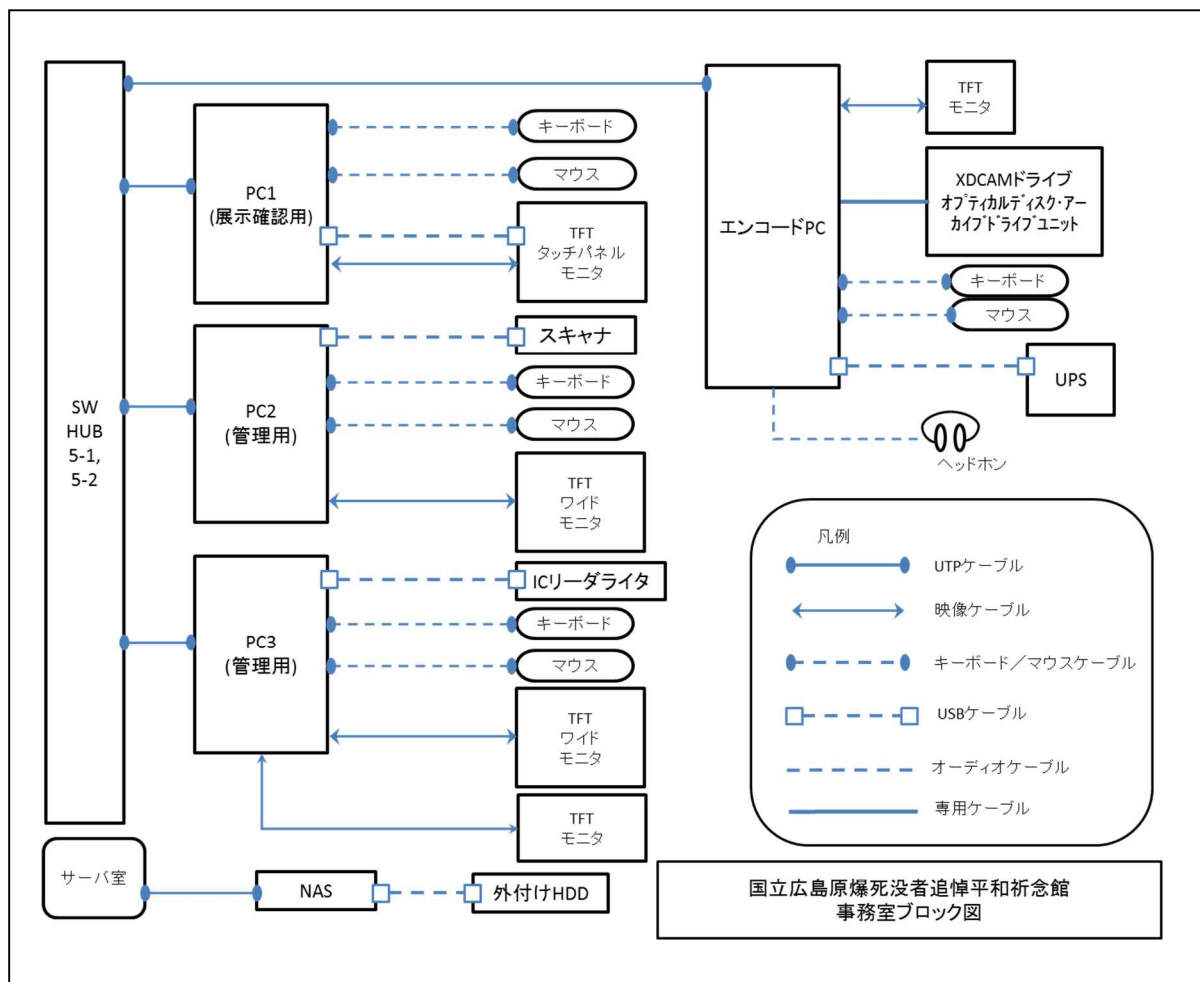 SW
HUB
5-1,
5-2
PC1
(展示確認用)
キーボード
マウス
TFT
タッチパネル
モニタ
PC2
(管理用)
スキャナ
キーボード
マウス
TFT
ワイド
モニタ
PC3
(管理用)
ICリーダライタ
キーボード
マウス
TFT
ワイド
モニタ
TFT
モニタ
サーバ室
NAS
外付けHDD
エンコードPC
TFT
モニタ
XDCAMドライブ
ｵﾌﾟﾃｨｶﾙﾃﾞｨｽｸ･ｱｰ
ｶｲﾌﾞﾄﾞﾗｲﾌﾞﾕﾆｯﾄ
キーボード
マウス
UPS
ヘッドホン
凡例
UTPケーブル
映像ケーブル
キーボード／マウスケーブル
USBケーブル
オーディオケーブル
専用ケーブル
国立広島原爆死没者追悼平和祈念館
事務室ブロック図